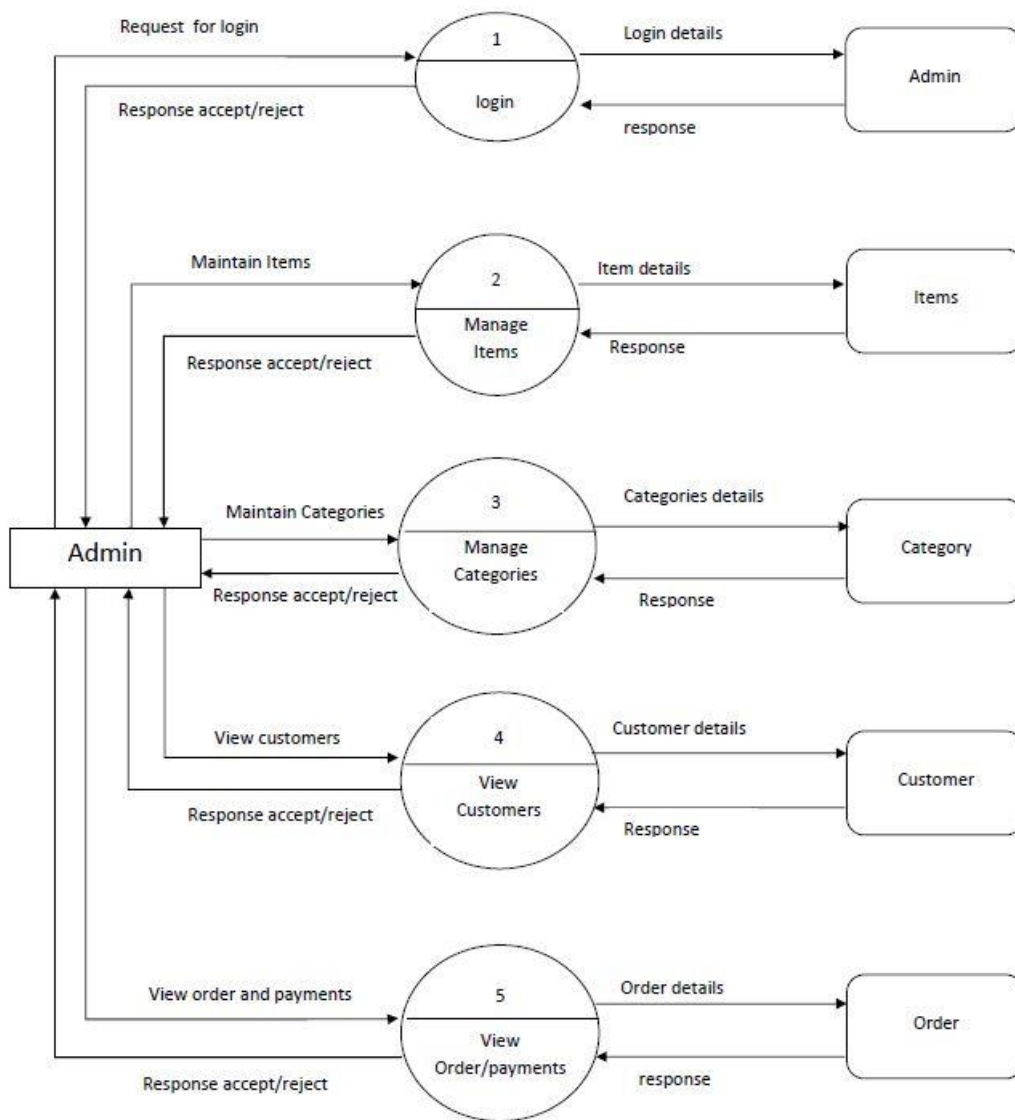 Request for login
1
Login details
Admin
Response accept/reject
login
response
Maintain Items
2
Item details
Items
Manage
Items
Response accept/reject
Response
3
Categories details
Maintain Categories
Admin
Manage
Categories
Category
Response accept/reject
Response
View customers
4
Customer details
View
Customers
Customer
Response accept/reject
Response
View order and payments
5
Order details
Order
View
Order/payments
Response accept/reject
response